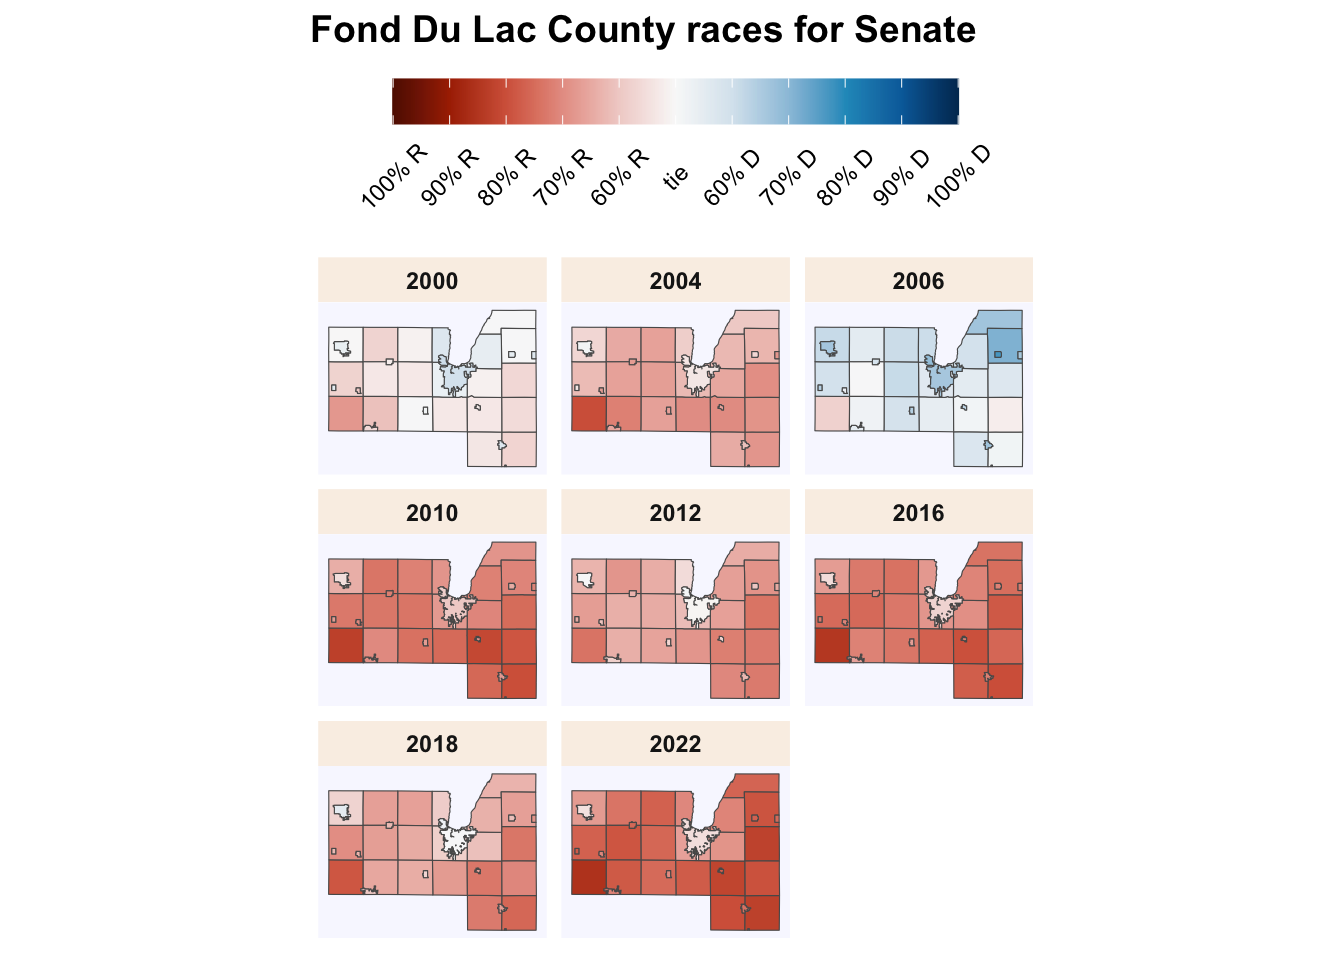 Fond Du Lac County races for Senate
100% R 90% R 80% R 70% R 60% R tie 60% D 70% D 80% D 90% D 100% D
2000 2004 2006
2010 2012 2016
2018 2022